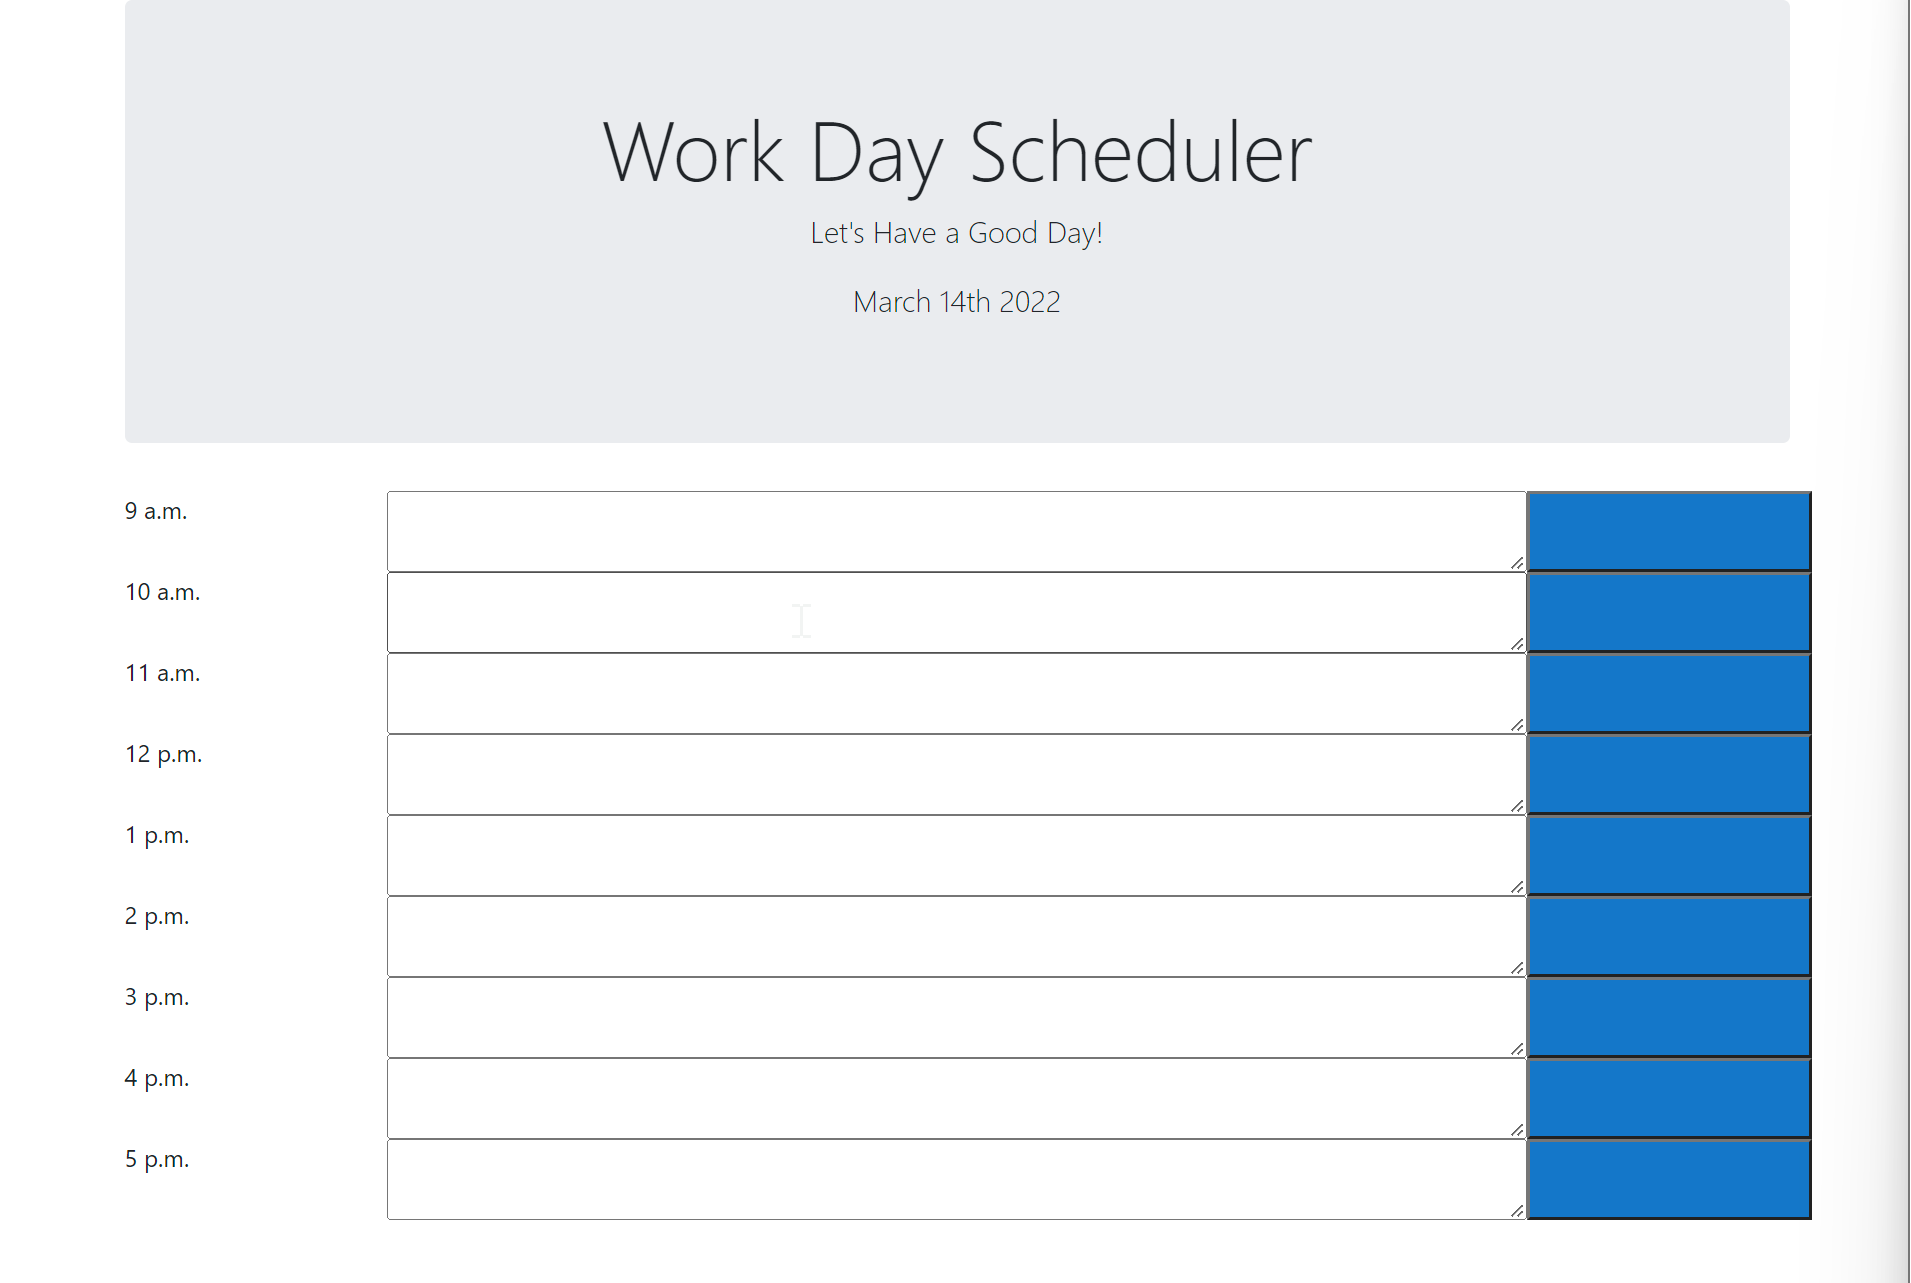 Work Day Scheduler
Let's Have a Good Day!
March 14th 2022
9 a.m.
10 a.m.
11 a.m.
12 p.m.
1 p.m.
2 p.m.
3 p.m.
4 p.m.
5 p.m.